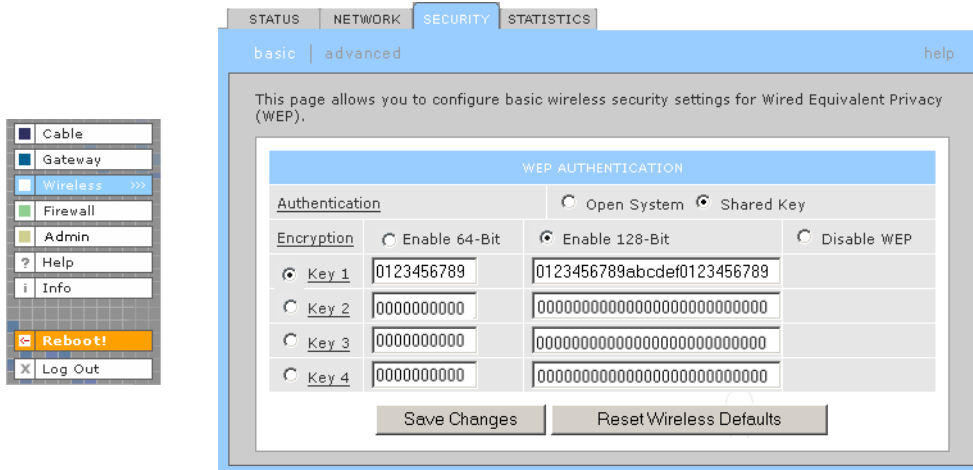 STATUS NETWORK SECURITY STATISTICS
basic | advanced help
This page allows you to configure basic wireless security settings for Wired Equivalent Privacy
(WEP).
Cable
Gateway
Wireless >>>
Firewall
Admin
? Help
i Info
Reboot!
X Log Out
WEP AUTHENTICATION
Authentication Open System Shared Key
Encryption Enable 64-Bit Enable 128-Bit Disable WEP
Key 1 0123456789 0123456789abcdef0123456789
Key 2 0000000000 00000000000000000000000000
Key 3 0000000000 00000000000000000000000000
Key 4 0000000000 00000000000000000000000000
Save Changes Reset Wireless Defaults